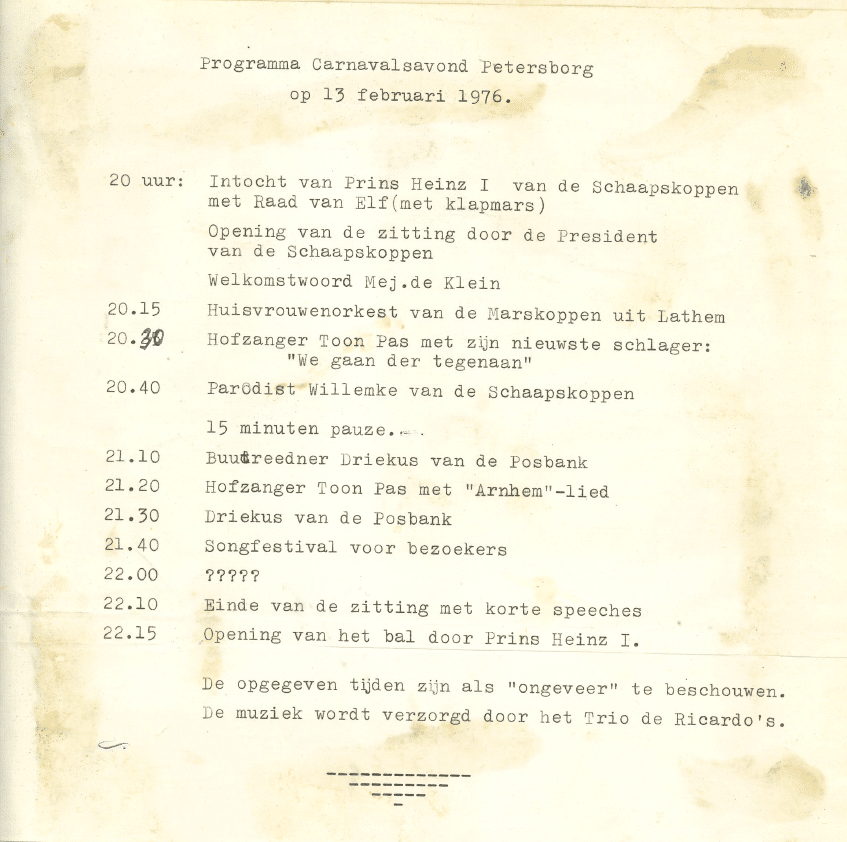 Programma Carnavalsavond Petersborg
op 13 februari 1976.
20 uur: Intocht van Prins Heinz I van de Schaapskoppen
met Raad van Elf(met klapmars)
Opening van de zitting door de President
van de Schaapskoppen
Welkomstwoord Mej.de Klein
20.15 Huisvrouwenorkest van de Marskoppen uit Lathem
20.30 Hofzanger Toon Pas met zijn nieuwste schlager:
"We gaan der tegenaan"
20.40 Parodist Willemke van de Schaapskoppen
15 minuten pauze...
21.10 Buutreedner Driekus van de Posbank
21.20 Hofzanger Toon Pas met "Arnhem"-lied
21.30 Driekus van de Posbank
21.40 Songfestival voor bezoekers
22.00 ?????
22.10 Einde van de zitting met korte speeches
22.15 Opening van het bal door Prins Heinz I.
De opgegeven tijden zijn als "ongeveer" te beschouwen.
De muziek wordt verzorgd door het Trio de Ricardo's.